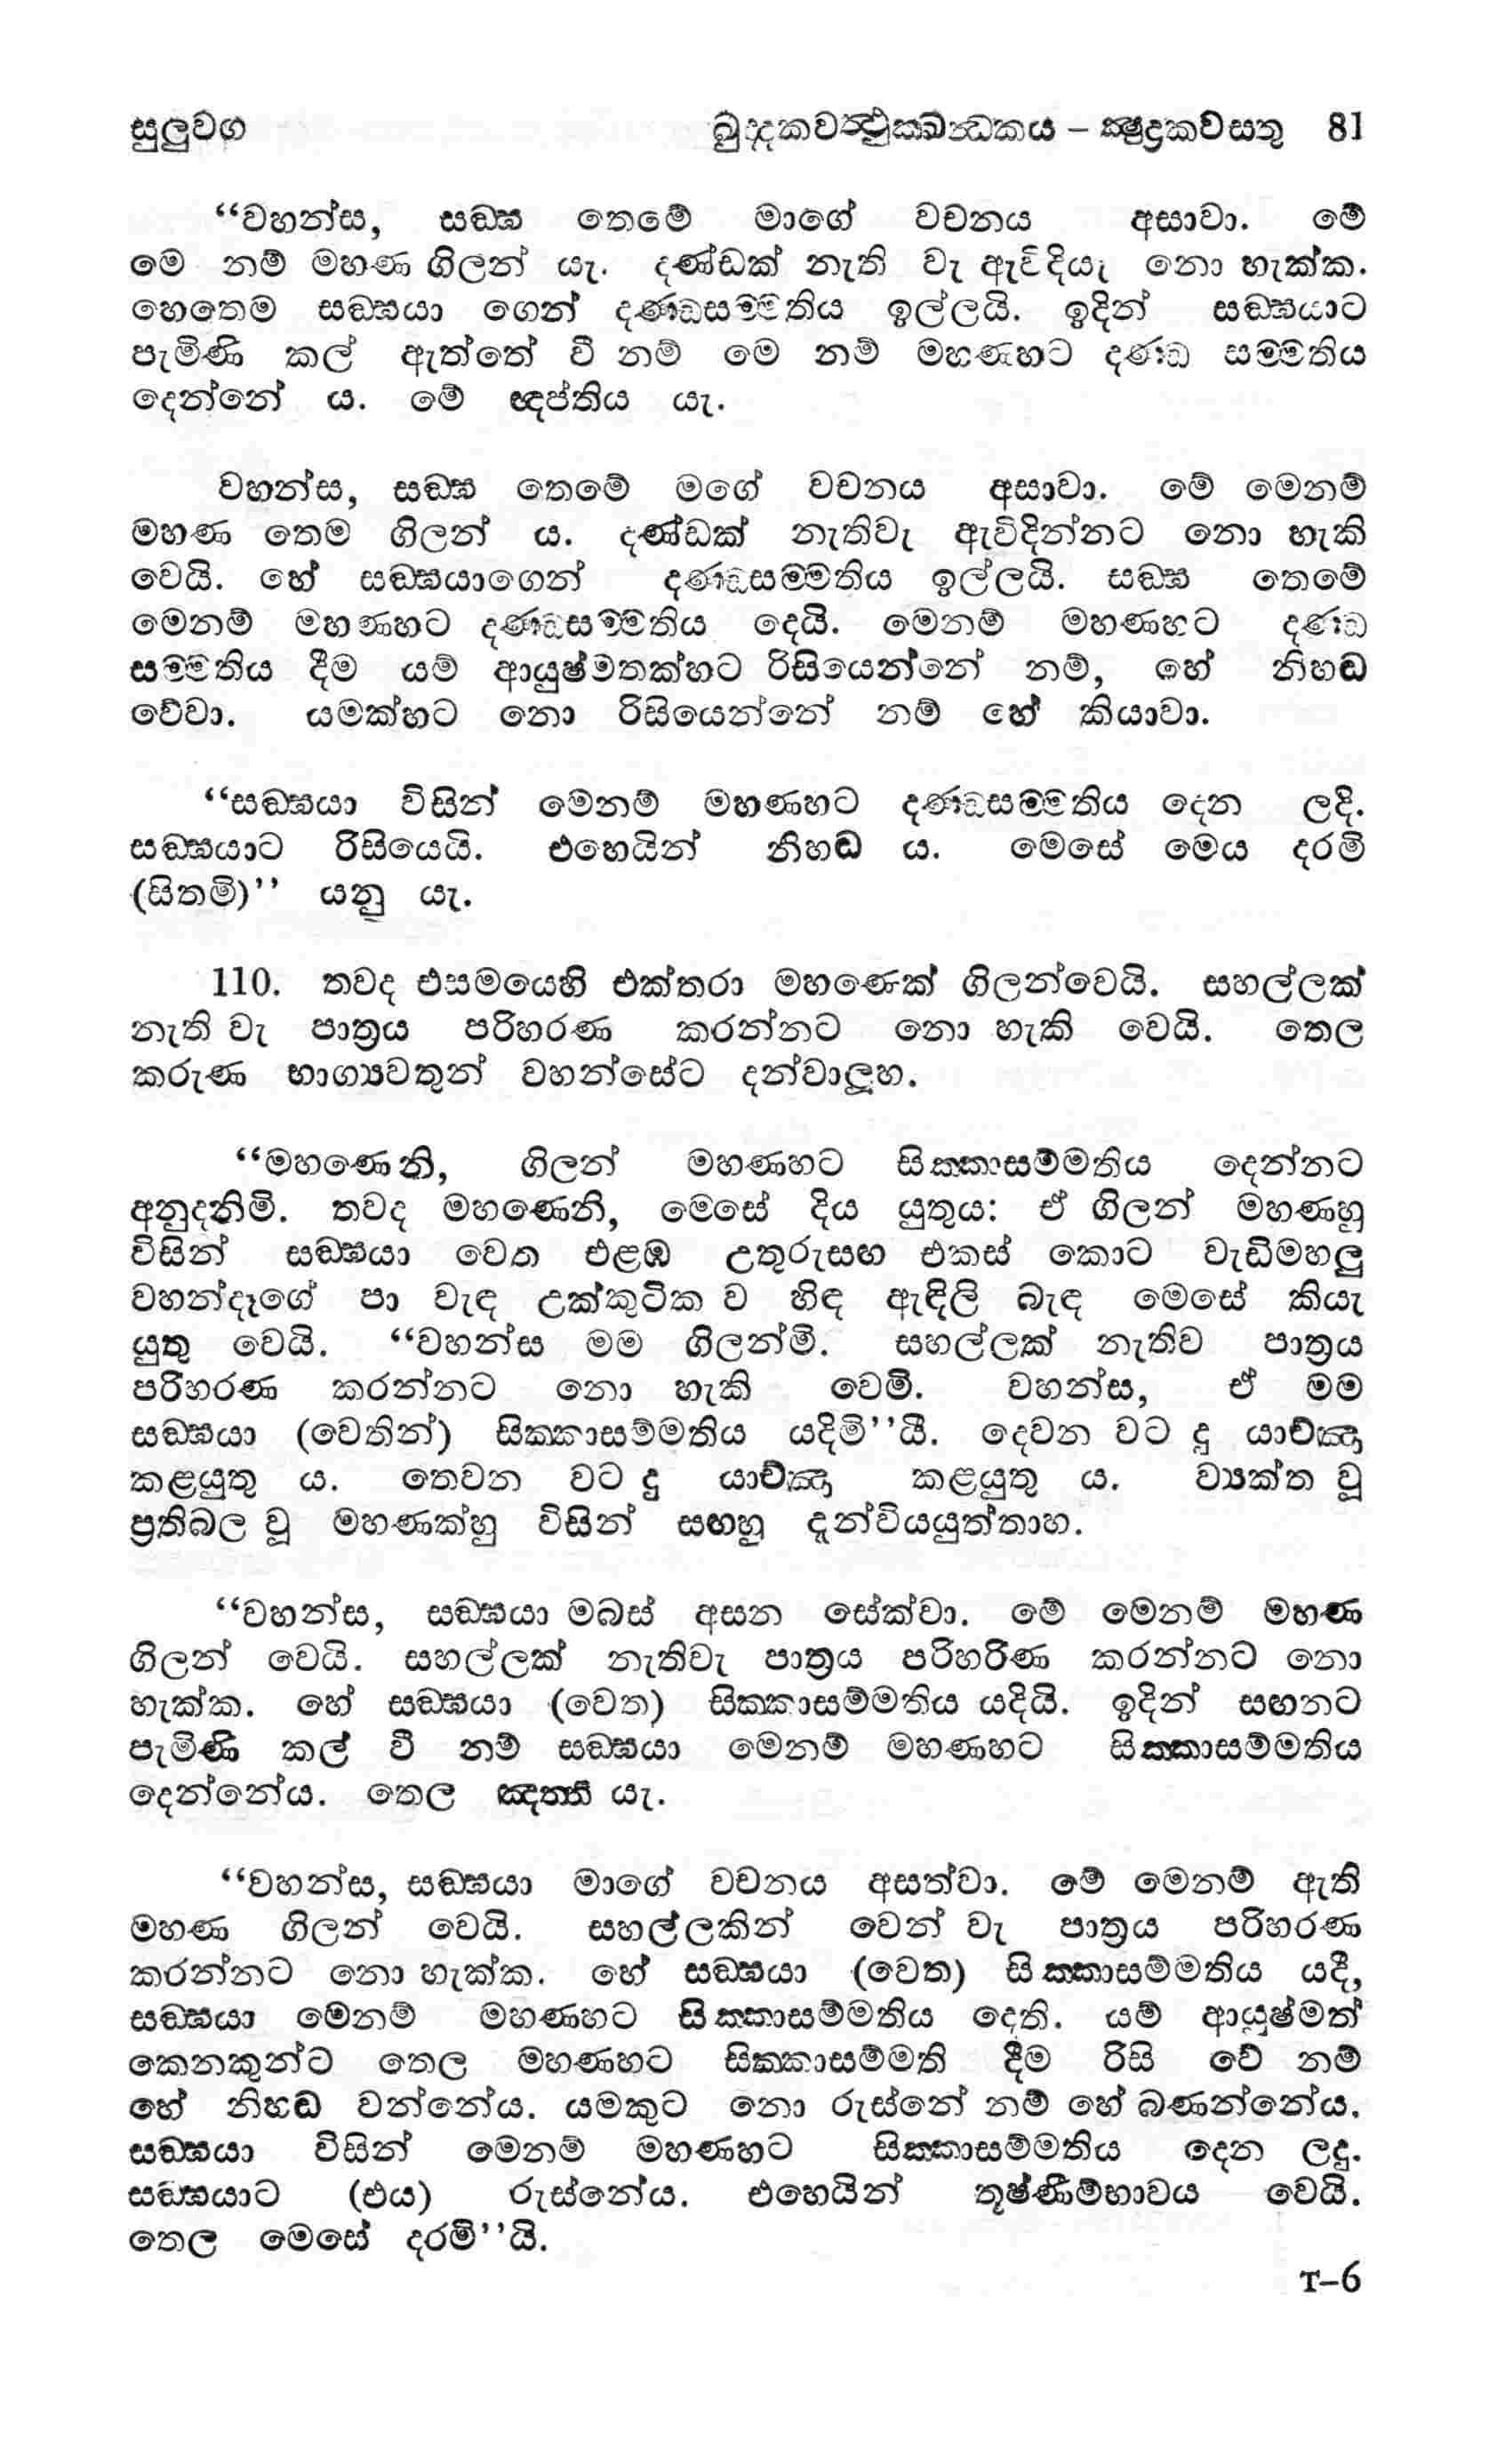 සුලුවග ඛුද්දකවත්ථුක්ඛන්ධකය – ක්‍ෂුද්‍රකවසතු 81
“වහන්ස, සඞ්ඝ තෙමේ මාගේ වචනය අසාවා. මේ
මෙ නම් මහණ ගිලන් යැ. දණ්ඩක් නැති වැ ඇවිදියැ නො හැක්ක.
හෙතෙම සඞ්ඝයා ගෙන් දණ්ඩසම්මතිය ඉල්ලයි. ඉදින් සඞ්ඝයාට
පැමිණි කල් ඇත්තේ වී නම් මෙ නම් මහණහට දණ්ඩ සම්මතිය
දෙන්නේ ය. මේ ඥප්තිය යැ.
වහන්ස, සඞ්ඝ තෙමේ මගේ වචනය අසාවා. මේ මෙනම්
මහණ තෙම ගිලන් ය. දණ්ඩක් නැතිවැ ඇවිදින්නට නො හැකි
වෙයි. හේ සඞ්ඝයාගෙන් දණ්ඩසම්මතිය ඉල්ලයි. සඞ්ඝ තෙමේ
මෙනම් මහණහට දණ්ඩසම්මතිය දෙයි. මෙනම් මහණහට දණ්ඩ
සම්මතිය දීම යම් ආයුෂ්මතක්හට රිසියෙන්නේ නම්, හේ නිහඬ
වේවා. යමක්හට නො රිසියෙන්නේ නම් හේ කියාවා.
“සඞ්ඝයා විසින් මෙනම් මහණහට දණ්ඩසම්මතිය දෙන ලදි.
සඞ්ඝයාට රිසියෙයි. එහෙයින් නිහඬ ය. මෙසේ මෙය දරමි
(සිතමි)” යනු යැ.
110. තවද එසමයෙහි එක්තරා මහණෙක් ගිලන්වෙයි. සහල්ලක්
නැති වැ පාත්‍රය පරිහරණ කරන්නට නො හැකි වෙයි. තෙල
කරුණ භාග්‍යවතුන් වහන්සේට දන්වාලූහ.
“මහණෙනි, ගිලන් මහණහට සික්කාසම්මතිය දෙන්නට
අනුදනිමි. තවද මහණෙනි, මෙසේ දිය යුතුය: ඒ ගිලන් මහණහු
විසින් සඞ්ඝයා වෙත එළඹ උතුරුසඟ එකස් කොට වැඩිමහලු
වහන්දෑගේ පා වැඳ උක්කුටික ව හිඳ ඇඳිලි බැඳ මෙසේ කියැ
යුතු වෙයි. “වහන්ස මම ගිලන්මි. සහල්ලක් නැතිව පාත්‍රය
පරිහරණ කරන්නට නො හැකි වෙමි. වහන්ස, ඒ මම
සඞ්ඝයා (වෙතින්) සික්කාසම්මතිය යදිමි”යී. දෙවන වට දු යාච්ඤා
කළයුතු ය. තෙවන වට දු යාච්ඤා කළයුතු ය. ව්‍යක්ත වූ
ප්‍රතිබල වූ මහණක්හු විසින් සඟහු දැන්වියයුත්තාහ.
“වහන්ස, සඞ්ඝයා මබස් අසන සේක්වා. මේ මෙනම් මහණ
ගිලන් වෙයි. සහල්ලක් නැතිවැ පාත්‍රය පරිහරිණ කරන්නට නො
හැක්ක. හේ සඞ්ඝයා (වෙත) සික්කාසම්මතිය යදියි. ඉදින් සඟනට
පැමිණි කල් වී නම් සඞ්ඝයා මෙනම් මහණහට සික්කාසම්මතිය
දෙන්නේය. තෙල ඤත්ති යැ.
“වහන්ස, සඞ්ඝයා මාගේ වචනය අසත්වා. මේ මෙනම් ඇති
මහණ ගිලන් වෙයි. සහල්ලකින් වෙන් වැ පාත්‍රය පරිහරණ
කරන්නට නො හැක්ක. හේ සඞ්ඝයා (වෙත) සික්කාසම්මතිය යදී,
සඞ්ඝයා මෙනම් මහණහට සික්කාසම්මතිය දෙති. යම් ආයුෂ්මත්
කෙනකුන්ට තෙල මහණහට සික්කාසම්මති දීම රිසි වේ නම්
හේ නිහඬ වන්නේය. යමකුට නො රුස්නේ නම් හේ බණන්නේය.
සඞ්ඝයා විසින් මෙනම් මහණහට සික්කාසම්මතිය දෙන ලදු.
සඞ්ඝයාට (එය) රුස්නේය. එහෙයින් තූෂ්ණීම්භාවය වෙයි.
තෙල මෙසේ දරමි”යි.
T–6